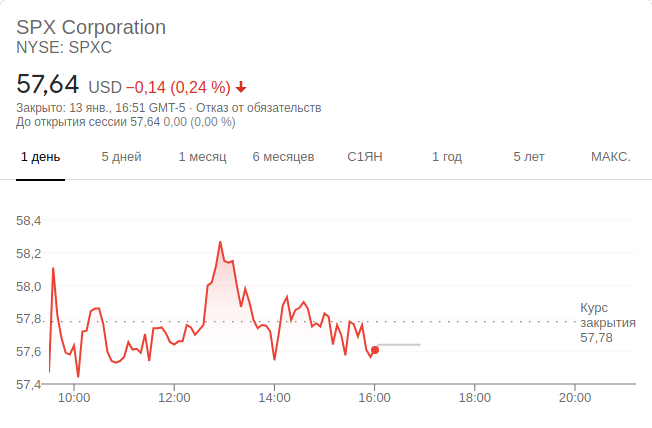 SPX Corporation
NYSE: SPXC
57,64 USD −0,14 (0,24 %)
Закрыто: 13 янв., 16:51 GMT-5 · Отказ от обязательств
До открытия сессии 57,64 0,00 (0,00 %)
1 день 5 дней 1 месяц 6 месяцев С1ЯН 1 год 5 лет МАКС.
58,4
58,2
58,0
57,8
57,6
57,4
Курс
закрытия
57,78
10:00 12:00 14:00 16:00 18:00 20:00